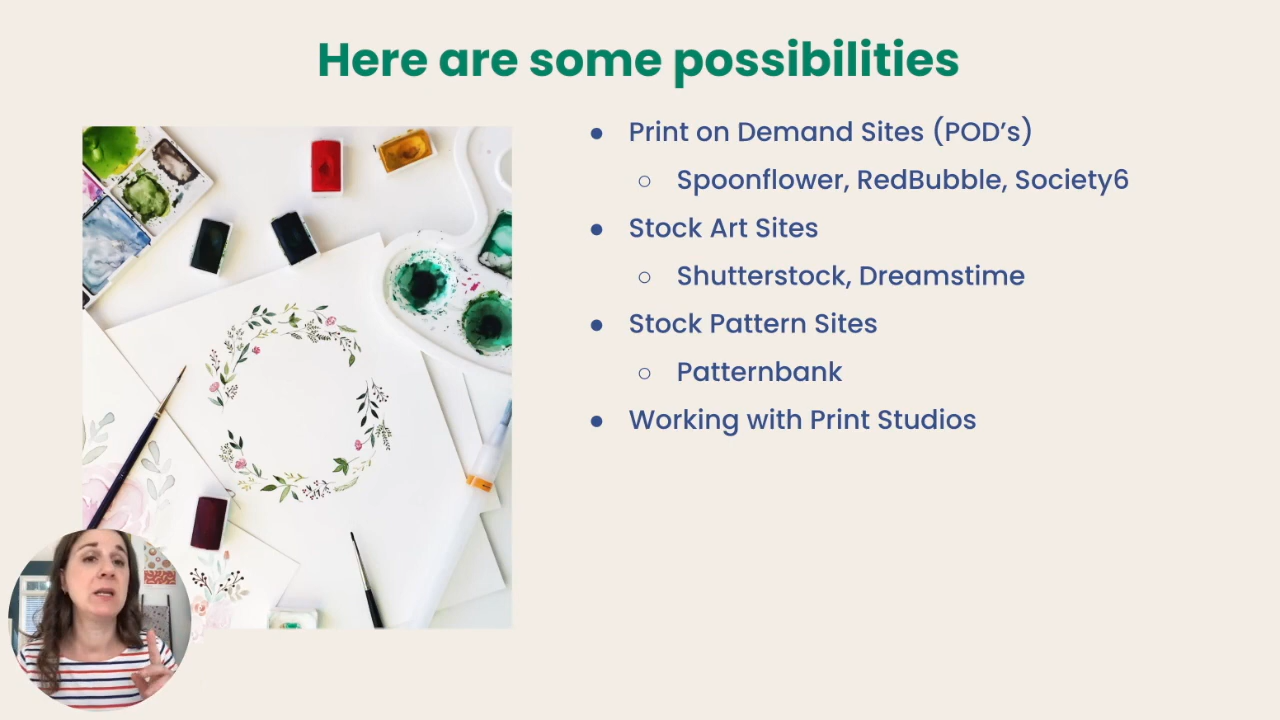 Here are some possibilities
● Print on Demand Sites (POD’s)
○ Spoonflower, RedBubble, Society6
● Stock Art Sites
○ Shutterstock, Dreamstime
● Stock Pattern Sites
○ Patternbank
● Working with Print Studios